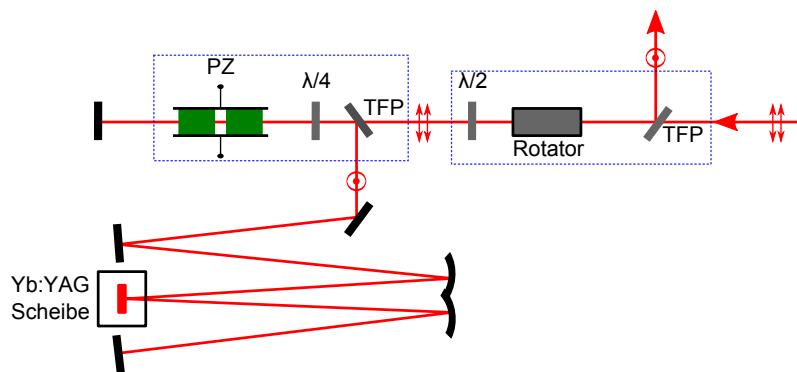 PZ
λ/4
TFP
λ/2
Rotator
TFP
Yb:YAG
Scheibe